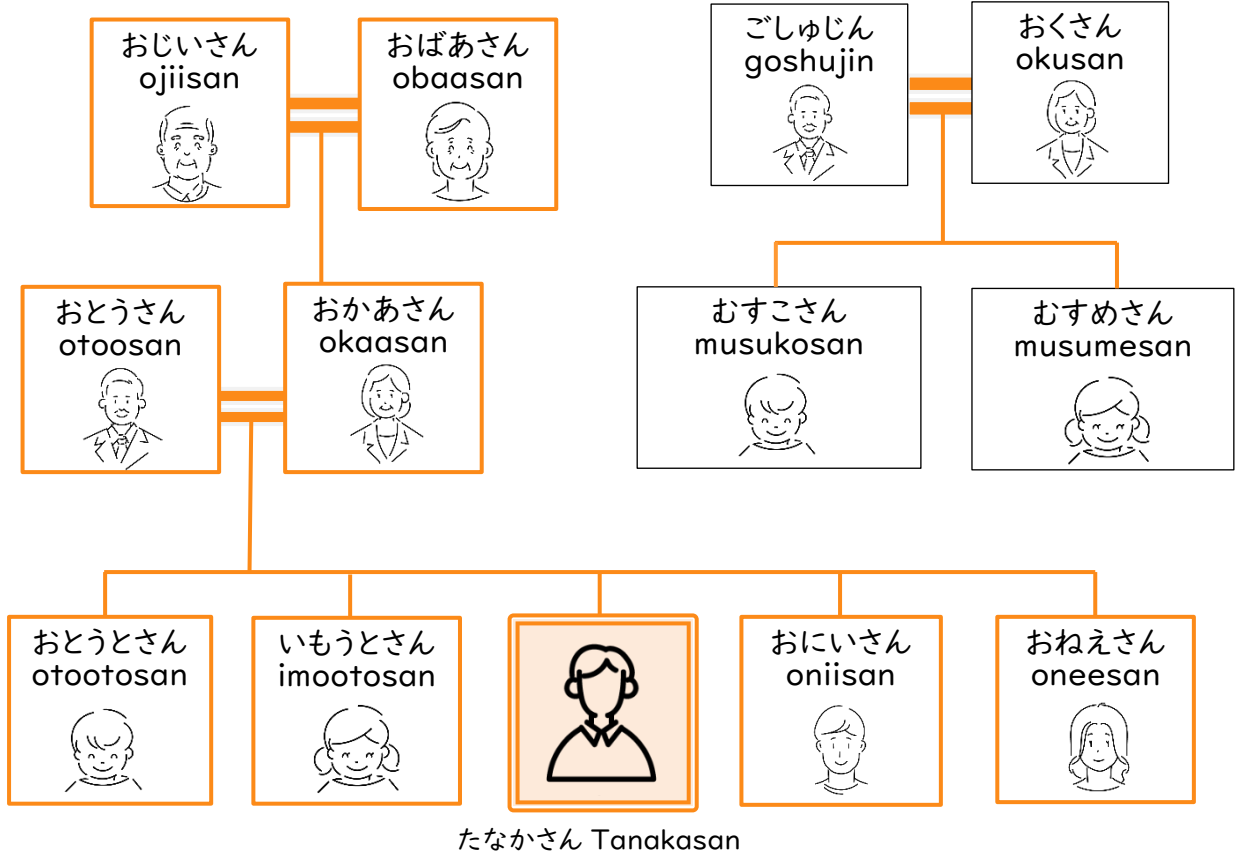 おじいさん
ojiisan
おばあさん
obaasan
ごしゅじん
goshujin
おくさん
okusan
おとうさん
otoosan
おかあさん
okaasan
むすこさん
musukosan
むすめさん
musumesan
おとうとさん
otootosan
いもうとさん
imootosan
おにいさん
oniisan
おねえさん
oneesan
たなかさん Tanakasan